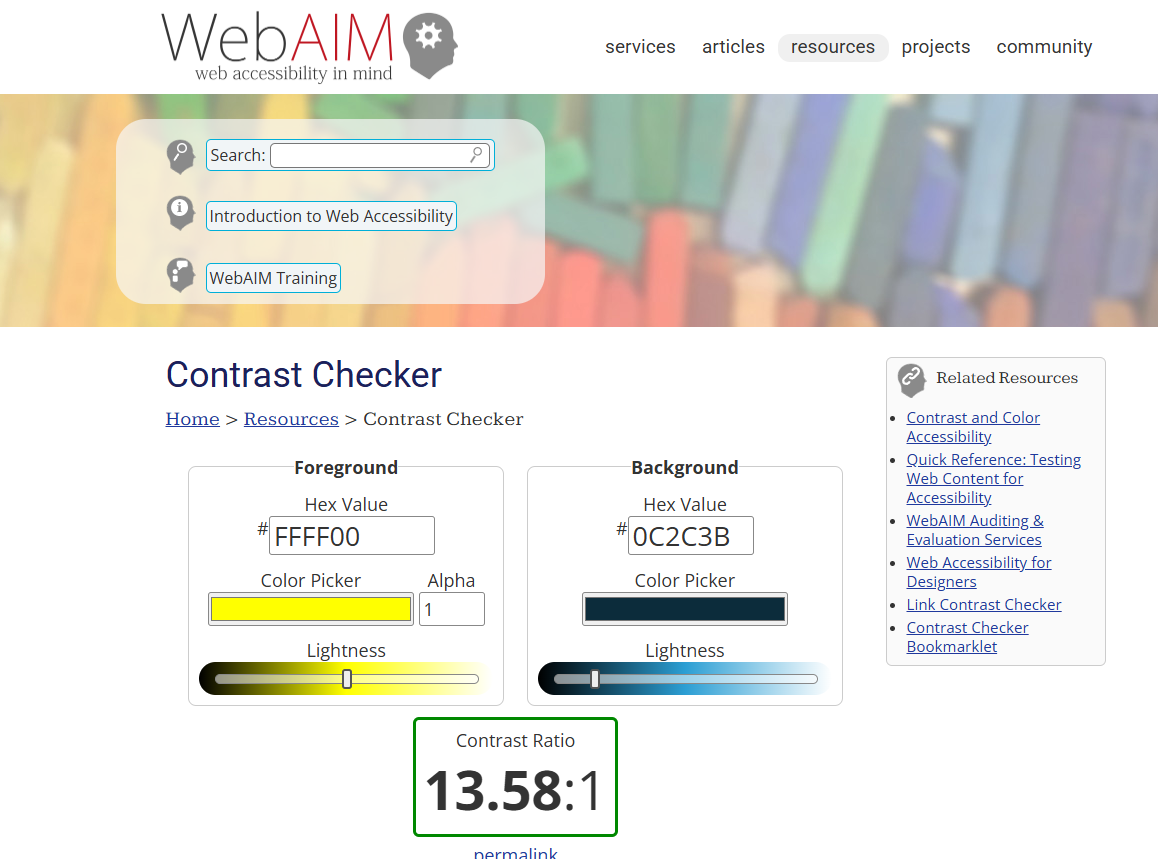 WebAIM
web accessibility in mind
services articles resources projects community
Search:
Introduction to Web Accessibility
WebAIM Training
Contrast Checker
Home > Resources > Contrast Checker
Foreground
Hex Value
# FFFF00
Color Picker Alpha
1
Lightness
Background
Hex Value
# 0C2C3B
Color Picker
Lightness
Contrast Ratio
13.58:1
permalink
Related Resources
Contrast and Color
Accessibility
Quick Reference: Testing
Web Content for
Accessibility
WebAIM Auditing &
Evaluation Services
Web Accessibility for
Designers
Link Contrast Checker
Contrast Checker
Bookmarklet